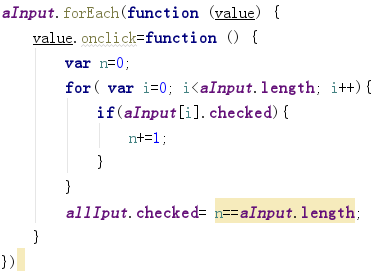 aInput.forEach(function (value) {
value.onclick=function () {
var n=0;
for( var i=0; i<aInput.length; i++){
if(aInput[i].checked){
n+=1;
}
}
allIput.checked= n==aInput.length;
}
})